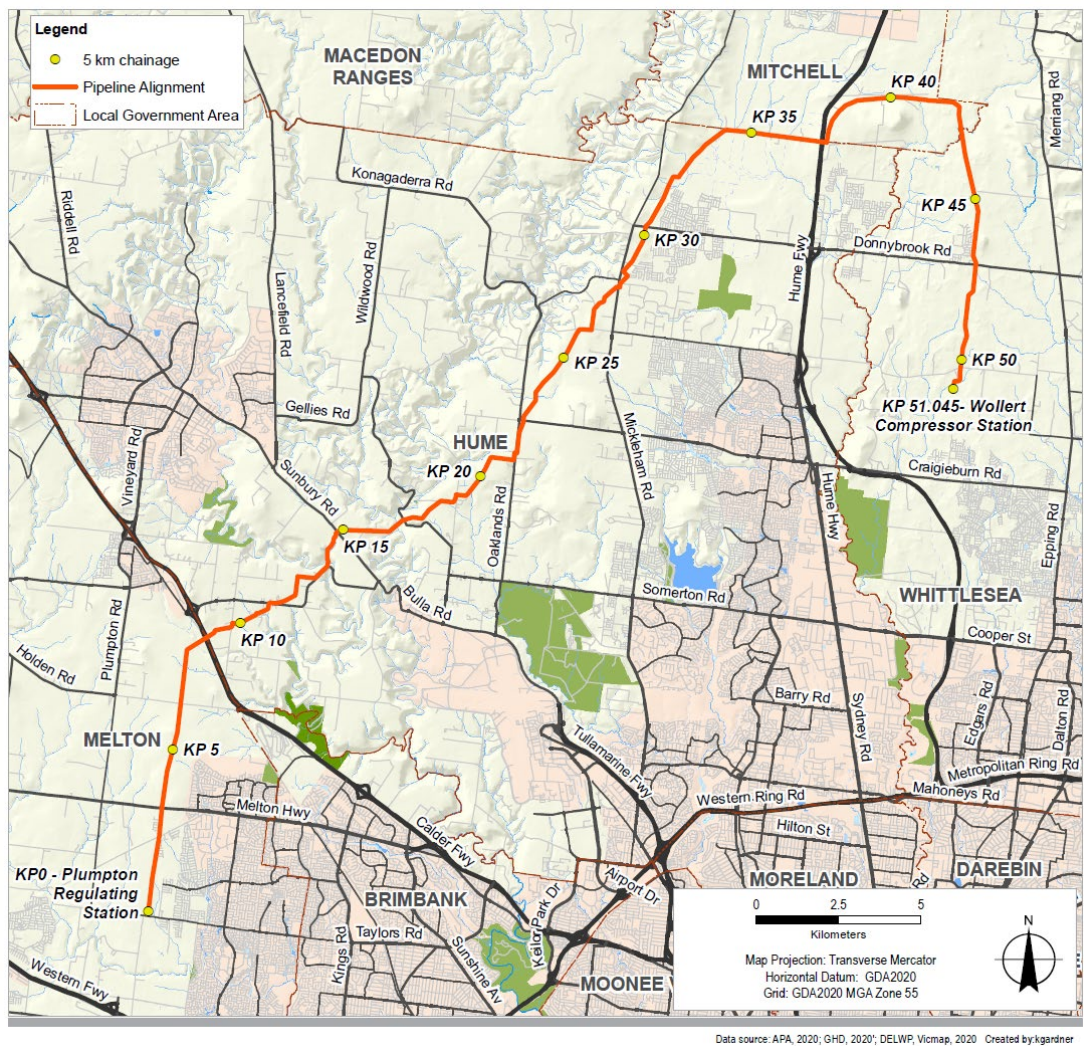 Legend
5 km chainage
Pipeline Alignment
Local Government Area
MACEDON
RANGES
MITCHELL
KP 40
KP 35
Memiang Rd
Konagaderra Rd
Riddell Rd
KP 45
KP 30
Donnybrook Rd
Hume Fwy
Wildwood Rd
Lancefield Rd
KP 25
KP 50
KP 51.045- Wollert
Compressor Station
Gellies Rd
Mickleham Rd
HUME
Vineyard Rd
Sunbury Rd
KP 20
Craigieburn Rd
Hume Hwy
Oaklands Rd
Epping Rd
KP 15
Somerton Rd
WHITTLESEA
Bulla Rd
Plumpton Rd
KP 10
Cooper St
Holden Rd
Barry Rd
Edgars Rd
Dalton Rd
Sydney Rd
MELTON
KP 5
Tullamarine Fwy
Metropolitan Ring Rd
Mahoneys Rd
Western Ring Rd
Melton Hwy
Hilton St
Calder Fwy
KP0 - Plumpton
Regulating
Station
DAREBIN
Airport Dr
MORELAND
Rd
BRIMBANK
Keilor Park Dr
Taylors Rd
Kings Rd
Sunshine Av
Western Fwy
MOONEE V
0 2.5 5
Kilometers
N
Map Projection: Transverse Mercator
Horizontal Datum: GDA2020
Grid: GDA2020 MGA Zone 55
Data source: APA, 2020; GHD, 2020'; DELWP, Vicmap, 2020 Created by:kgardner